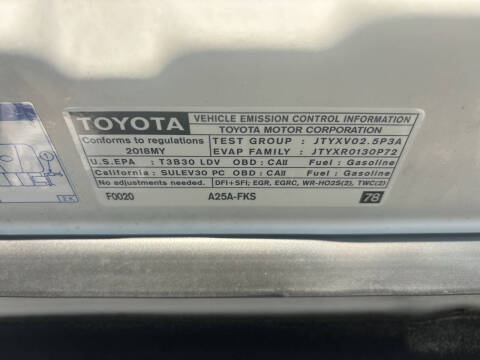 TOYOTA VEHICLE EMISSION CONTROL INFORMATION
TOYOTA MOTOR CORPORATION
Conforms to regulations TEST GROUP : JTYXV02.5P3A
2018MY EVAP FAMILY : JTYXR0130P72
U.S.EPA : T3B30 LDV OBD : CAII Fuel : Gasoline
California : SULEV30 PC OBD : CAII Fuel : Gasoline
No adjustments needed. DFI+SFI; EGR, EGRC, WR-HO2S(2), TWC(2)
F0020 A25A-FKS 78